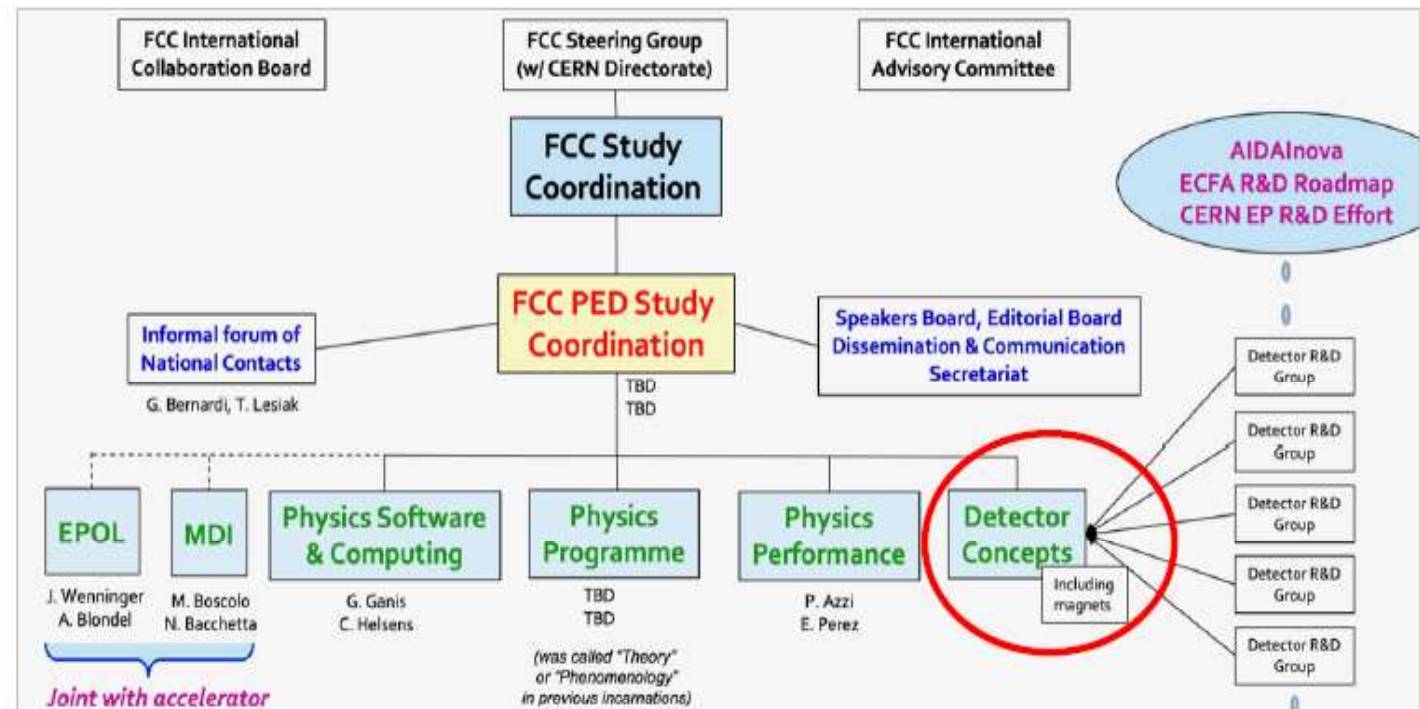 FCC International
Collaboration Board
FCC Steering Group
(w/ CERN Directorate)
FCC International
Advisory Committee
FCC Study
Coordination
AIDAInova
ECFA R&D Roadmap
CERN EP R&D Effort
FCC PED Study
Coordination
Informal forum of
National Contacts
G. Bernardi, T. Lesiak
Speakers Board, Editorial Board
Dissemination & Communication
Secretariat
TBD
TBD
Detector R&D
Group
Detector R&D
Group
Detector R&D
Group
Detector R&D
Group
Detector R&D
Group
EPOL
J. Wenninger
A. Blondel
MDI
M. Boscolo
N. Bacchetta
Joint with accelerator
Physics Software
& Computing
G. Ganis
C. Helsens
Physics
Programme
TBD
TBD
(was called "Theory"
or "Phenomenology"
in previous incarnations)
Physics
Performance
P. Azzi
E. Perez
Detector
Concepts
Including
magnets